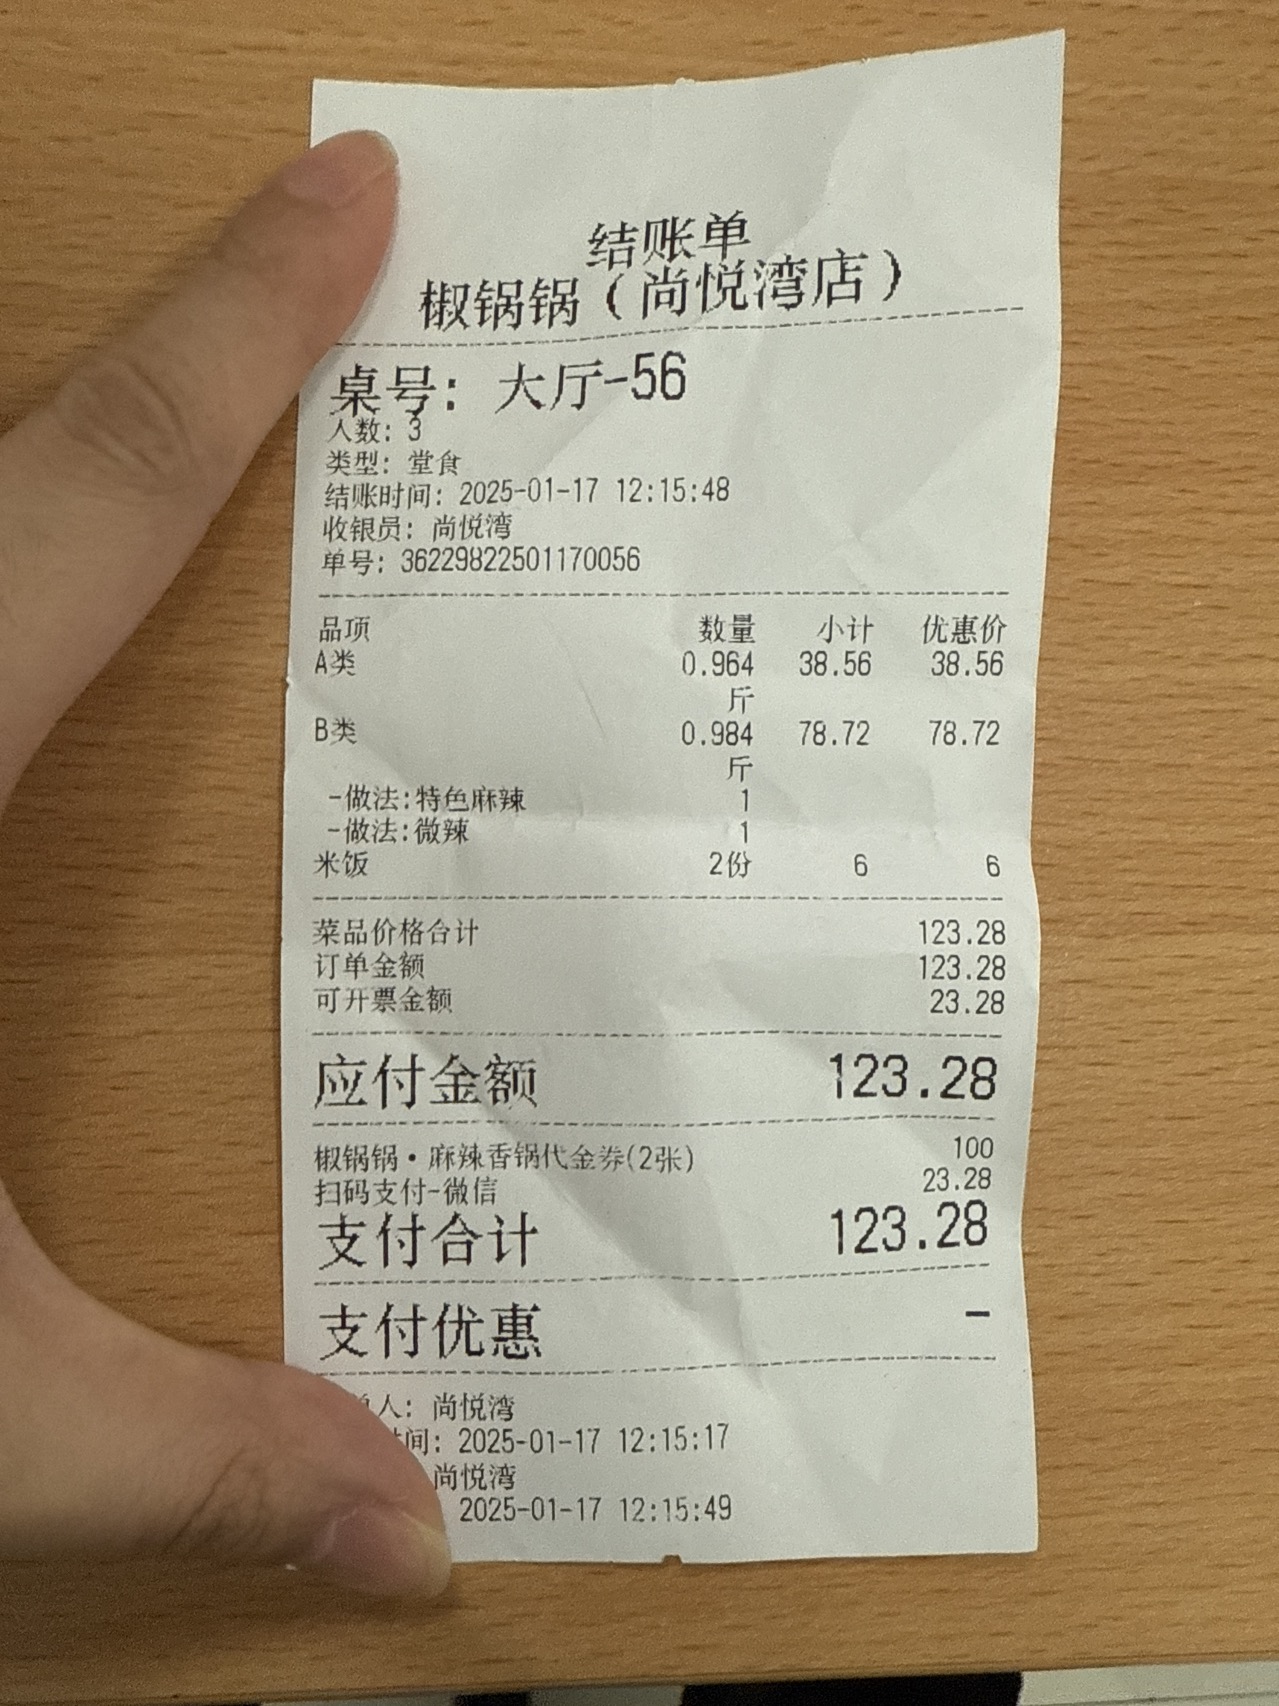 结账单
椒锅锅（尚悦湾店）
桌号: 大厅-56
人数: 3
类型: 堂食
结账时间: 2025-01-17 12:15:48
收银员: 尚悦湾
单号: 36229822501170056
品项 数量 小计 优惠价
A类 0.964 38.56 38.56
斤
B类 0.984 78.72 78.72
斤
-做法:特色麻辣 1
-做法:微辣 1
米饭 2份 6 6
菜品价格合计 123.28
订单金额 123.28
可开票金额 23.28
应付金额 123.28
椒锅锅·麻辣香锅代金券(2张) 100
扫码支付-微信 23.28
支付合计 123.28
支付优惠 -
人: 尚悦湾
间: 2025-01-17 12:15:17
尚悦湾
2025-01-17 12:15:49